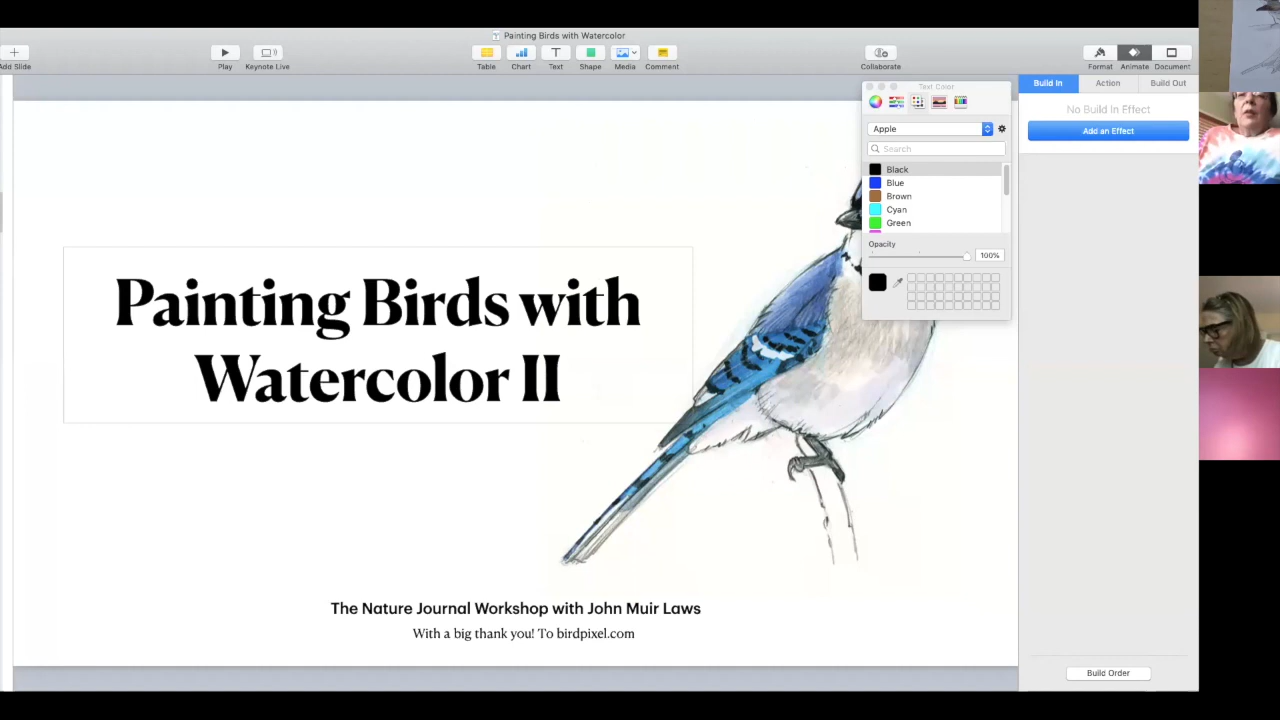 Painting Birds with Watercolor
Add Slide
Play
Keynote Live
Table
Chart
Text
Shape
Media
Comment
Collaborate
Format
Animate
Document
Text Color
Apple
Search
Black
Blue
Brown
Cyan
Green
Opacity
100%
Build In
Action
Build Out
No Build In Effect
Add an Effect
Painting Birds with
Watercolor II
The Nature Journal Workshop with John Muir Laws
With a big thank you! To birdpixel.com
Build Order